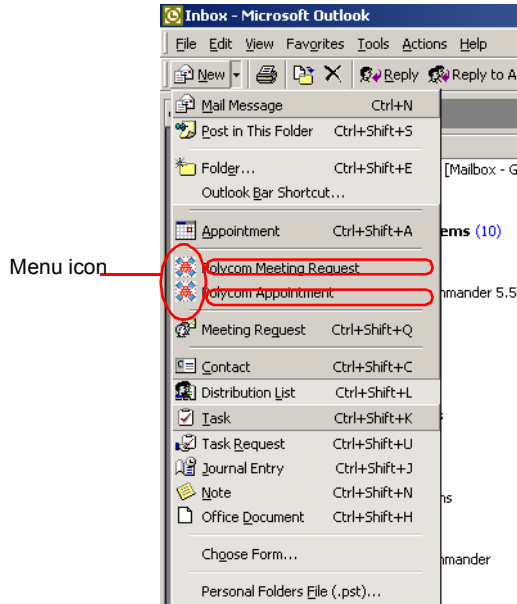 Inbox - Microsoft Outlook
File Edit View Favorites Tools Actions Help
New Reply Reply to A
Mail Message Ctrl+N
Post in This Folder Ctrl+Shift+S
Folder... Ctrl+Shift+E [Mailbox - G
Outlook Bar Shortcut...
Appointment Ctrl+Shift+A ems (10)
Menu icon
Polycom Meeting Request
Polycom Appointment mmander 5.5
Meeting Request Ctrl+Shift+Q
Contact Ctrl+Shift+C
Distribution List Ctrl+Shift+L
Task Ctrl+Shift+K
Task Request Ctrl+Shift+U
Journal Entry Ctrl+Shift+J
Note Ctrl+Shift+N ns
Office Document Ctrl+Shift+H
Choose Form... mmander
Personal Folders File (.pst)...